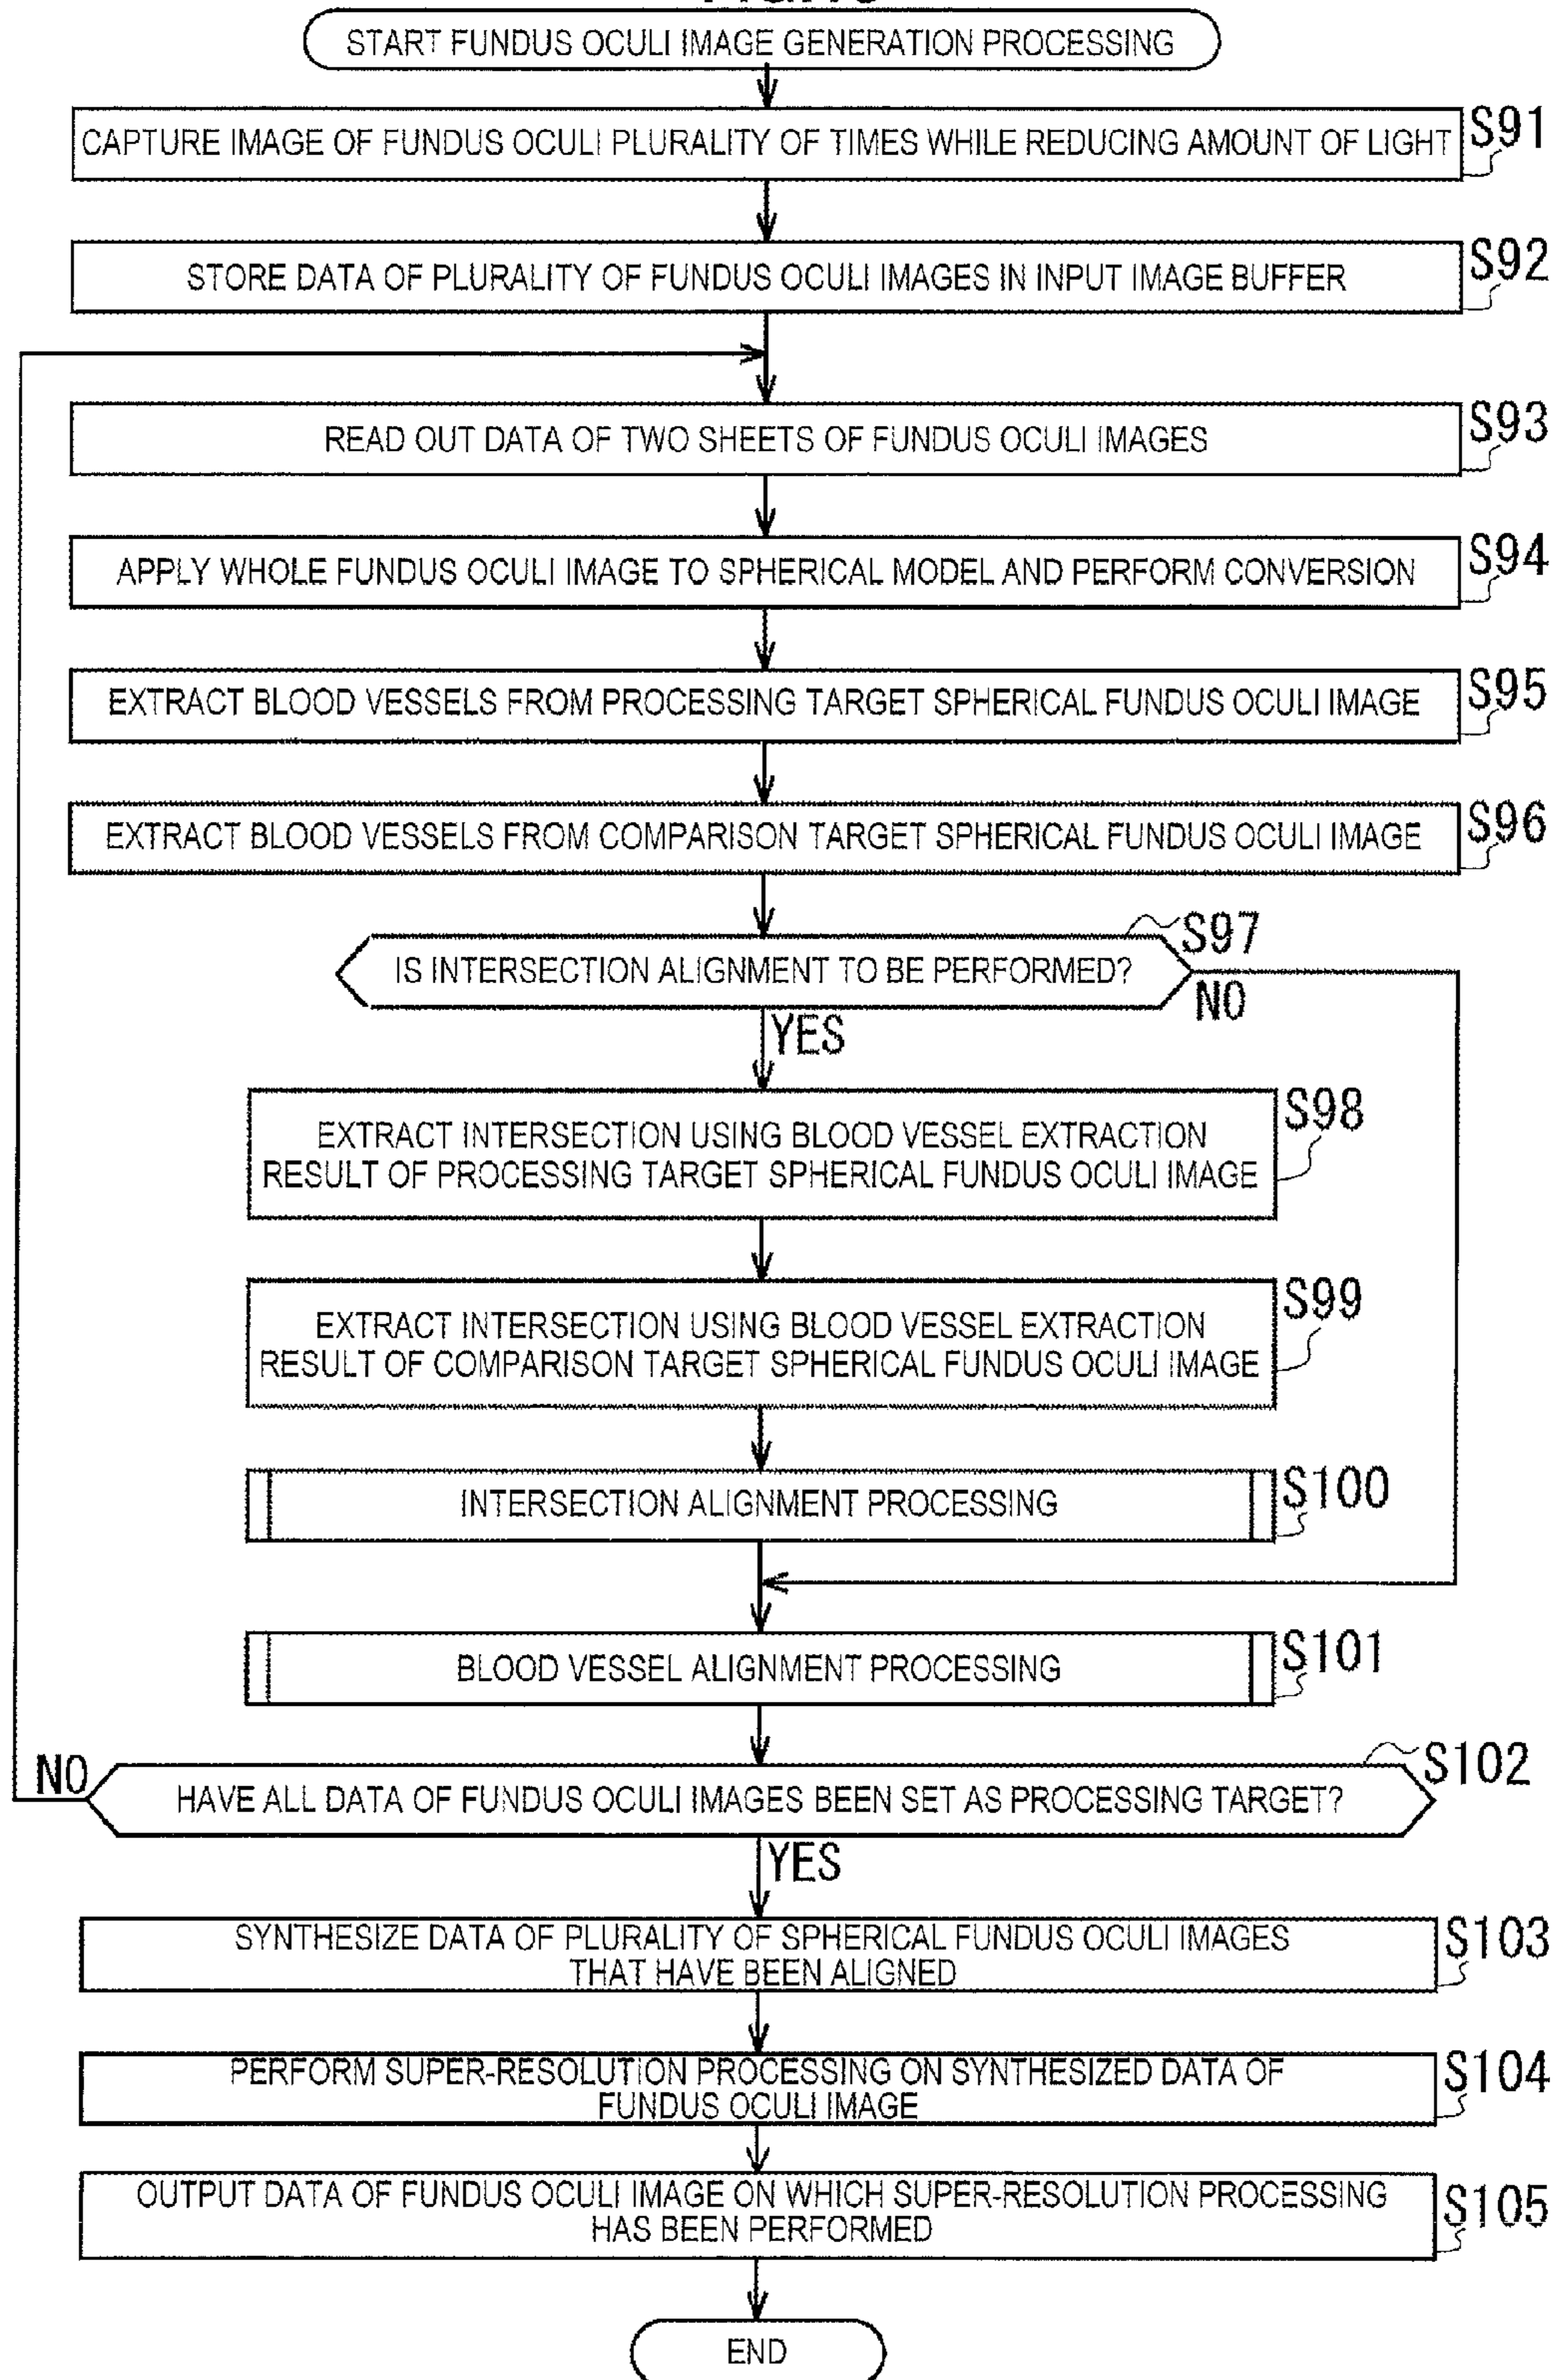 START FUNDUS OCULI IMAGE GENERATION PROCESSING
CAPTURE IMAGE OF FUNDUS OCULI PLURALITY OF TIMES WHILE REDUCING AMOUNT OF LIGHT
S91
STORE DATA OF PLURALITY OF FUNDUS OCULI IMAGES IN INPUT IMAGE BUFFER
S92
READ OUT DATA OF TWO SHEETS OF FUNDUS OCULI IMAGES
S93
APPLY WHOLE FUNDUS OCULI IMAGE TO SPHERICAL MODEL AND PERFORM CONVERSION
S94
EXTRACT BLOOD VESSELS FROM PROCESSING TARGET SPHERICAL FUNDUS OCULI IMAGE
S95
EXTRACT BLOOD VESSELS FROM COMPARISON TARGET SPHERICAL FUNDUS OCULI IMAGE
S96
IS INTERSECTION ALIGNMENT TO BE PERFORMED?
S97
NO
YES
EXTRACT INTERSECTION USING BLOOD VESSEL EXTRACTION
RESULT OF PROCESSING TARGET SPHERICAL FUNDUS OCULI IMAGE
S98
EXTRACT INTERSECTION USING BLOOD VESSEL EXTRACTION
RESULT OF COMPARISON TARGET SPHERICAL FUNDUS OCULI IMAGE
S99
INTERSECTION ALIGNMENT PROCESSING
S100
BLOOD VESSEL ALIGNMENT PROCESSING
S101
NO
HAVE ALL DATA OF FUNDUS OCULI IMAGES BEEN SET AS PROCESSING TARGET?
S102
YES
SYNTHESIZE DATA OF PLURALITY OF SPHERICAL FUNDUS OCULI IMAGES
THAT HAVE BEEN ALIGNED
S103
PERFORM SUPER-RESOLUTION PROCESSING ON SYNTHESIZED DATA OF
FUNDUS OCULI IMAGE
S104
OUTPUT DATA OF FUNDUS OCULI IMAGE ON WHICH SUPER-RESOLUTION PROCESSING
HAS BEEN PERFORMED
S105
END